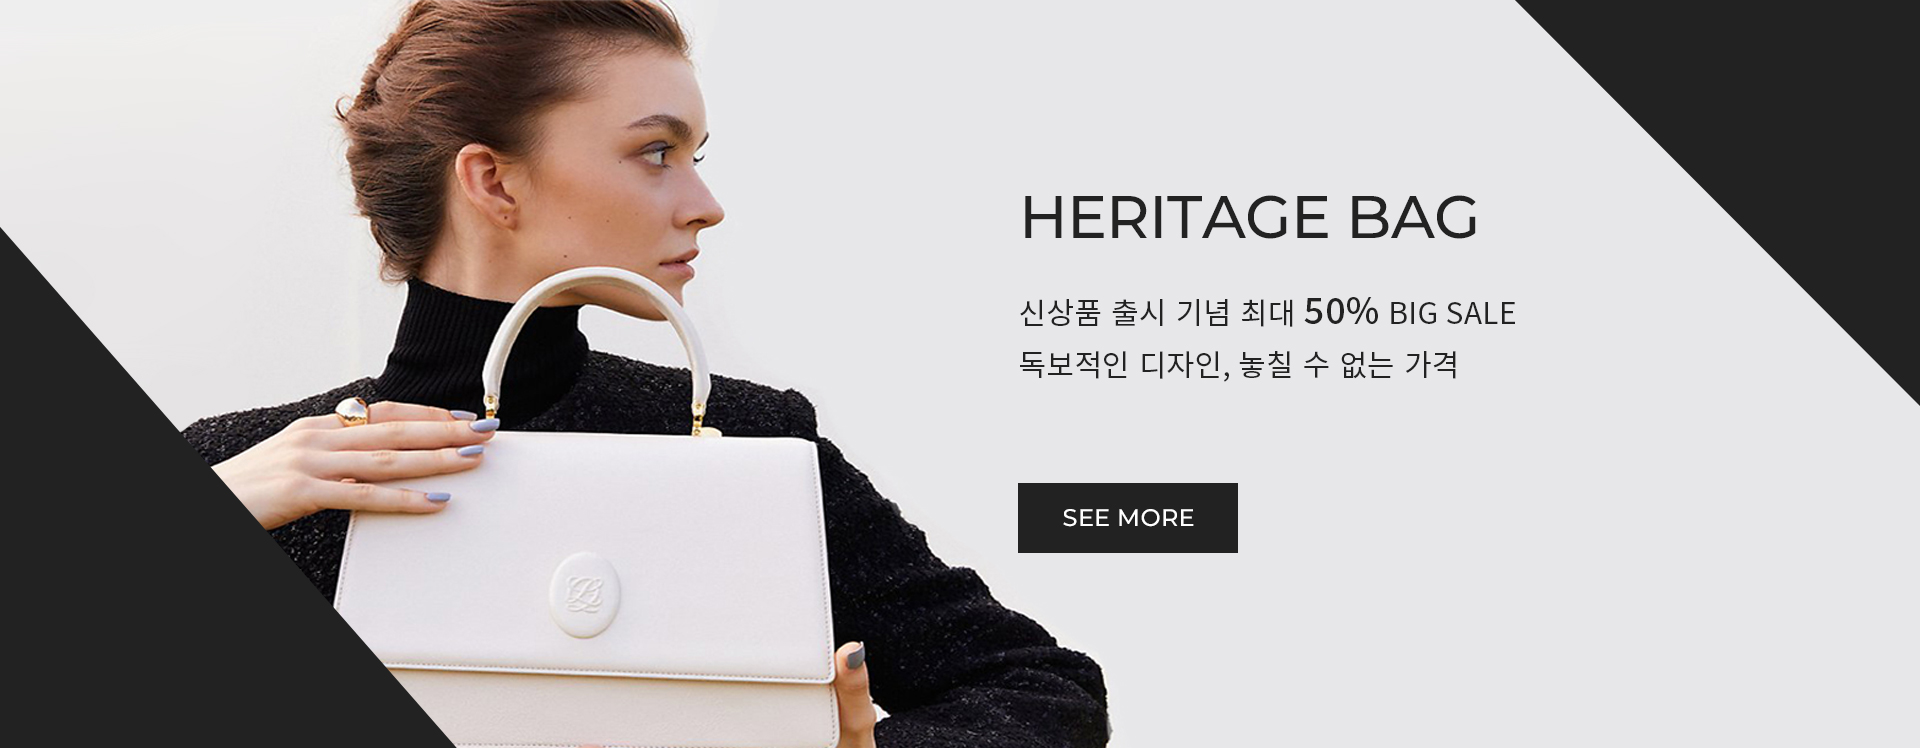 HERITAGE BAG
신상품 출시 기념 최대 50% BIG SALE
독보적인 디자인, 놓칠 수 없는 가격
SEE MORE